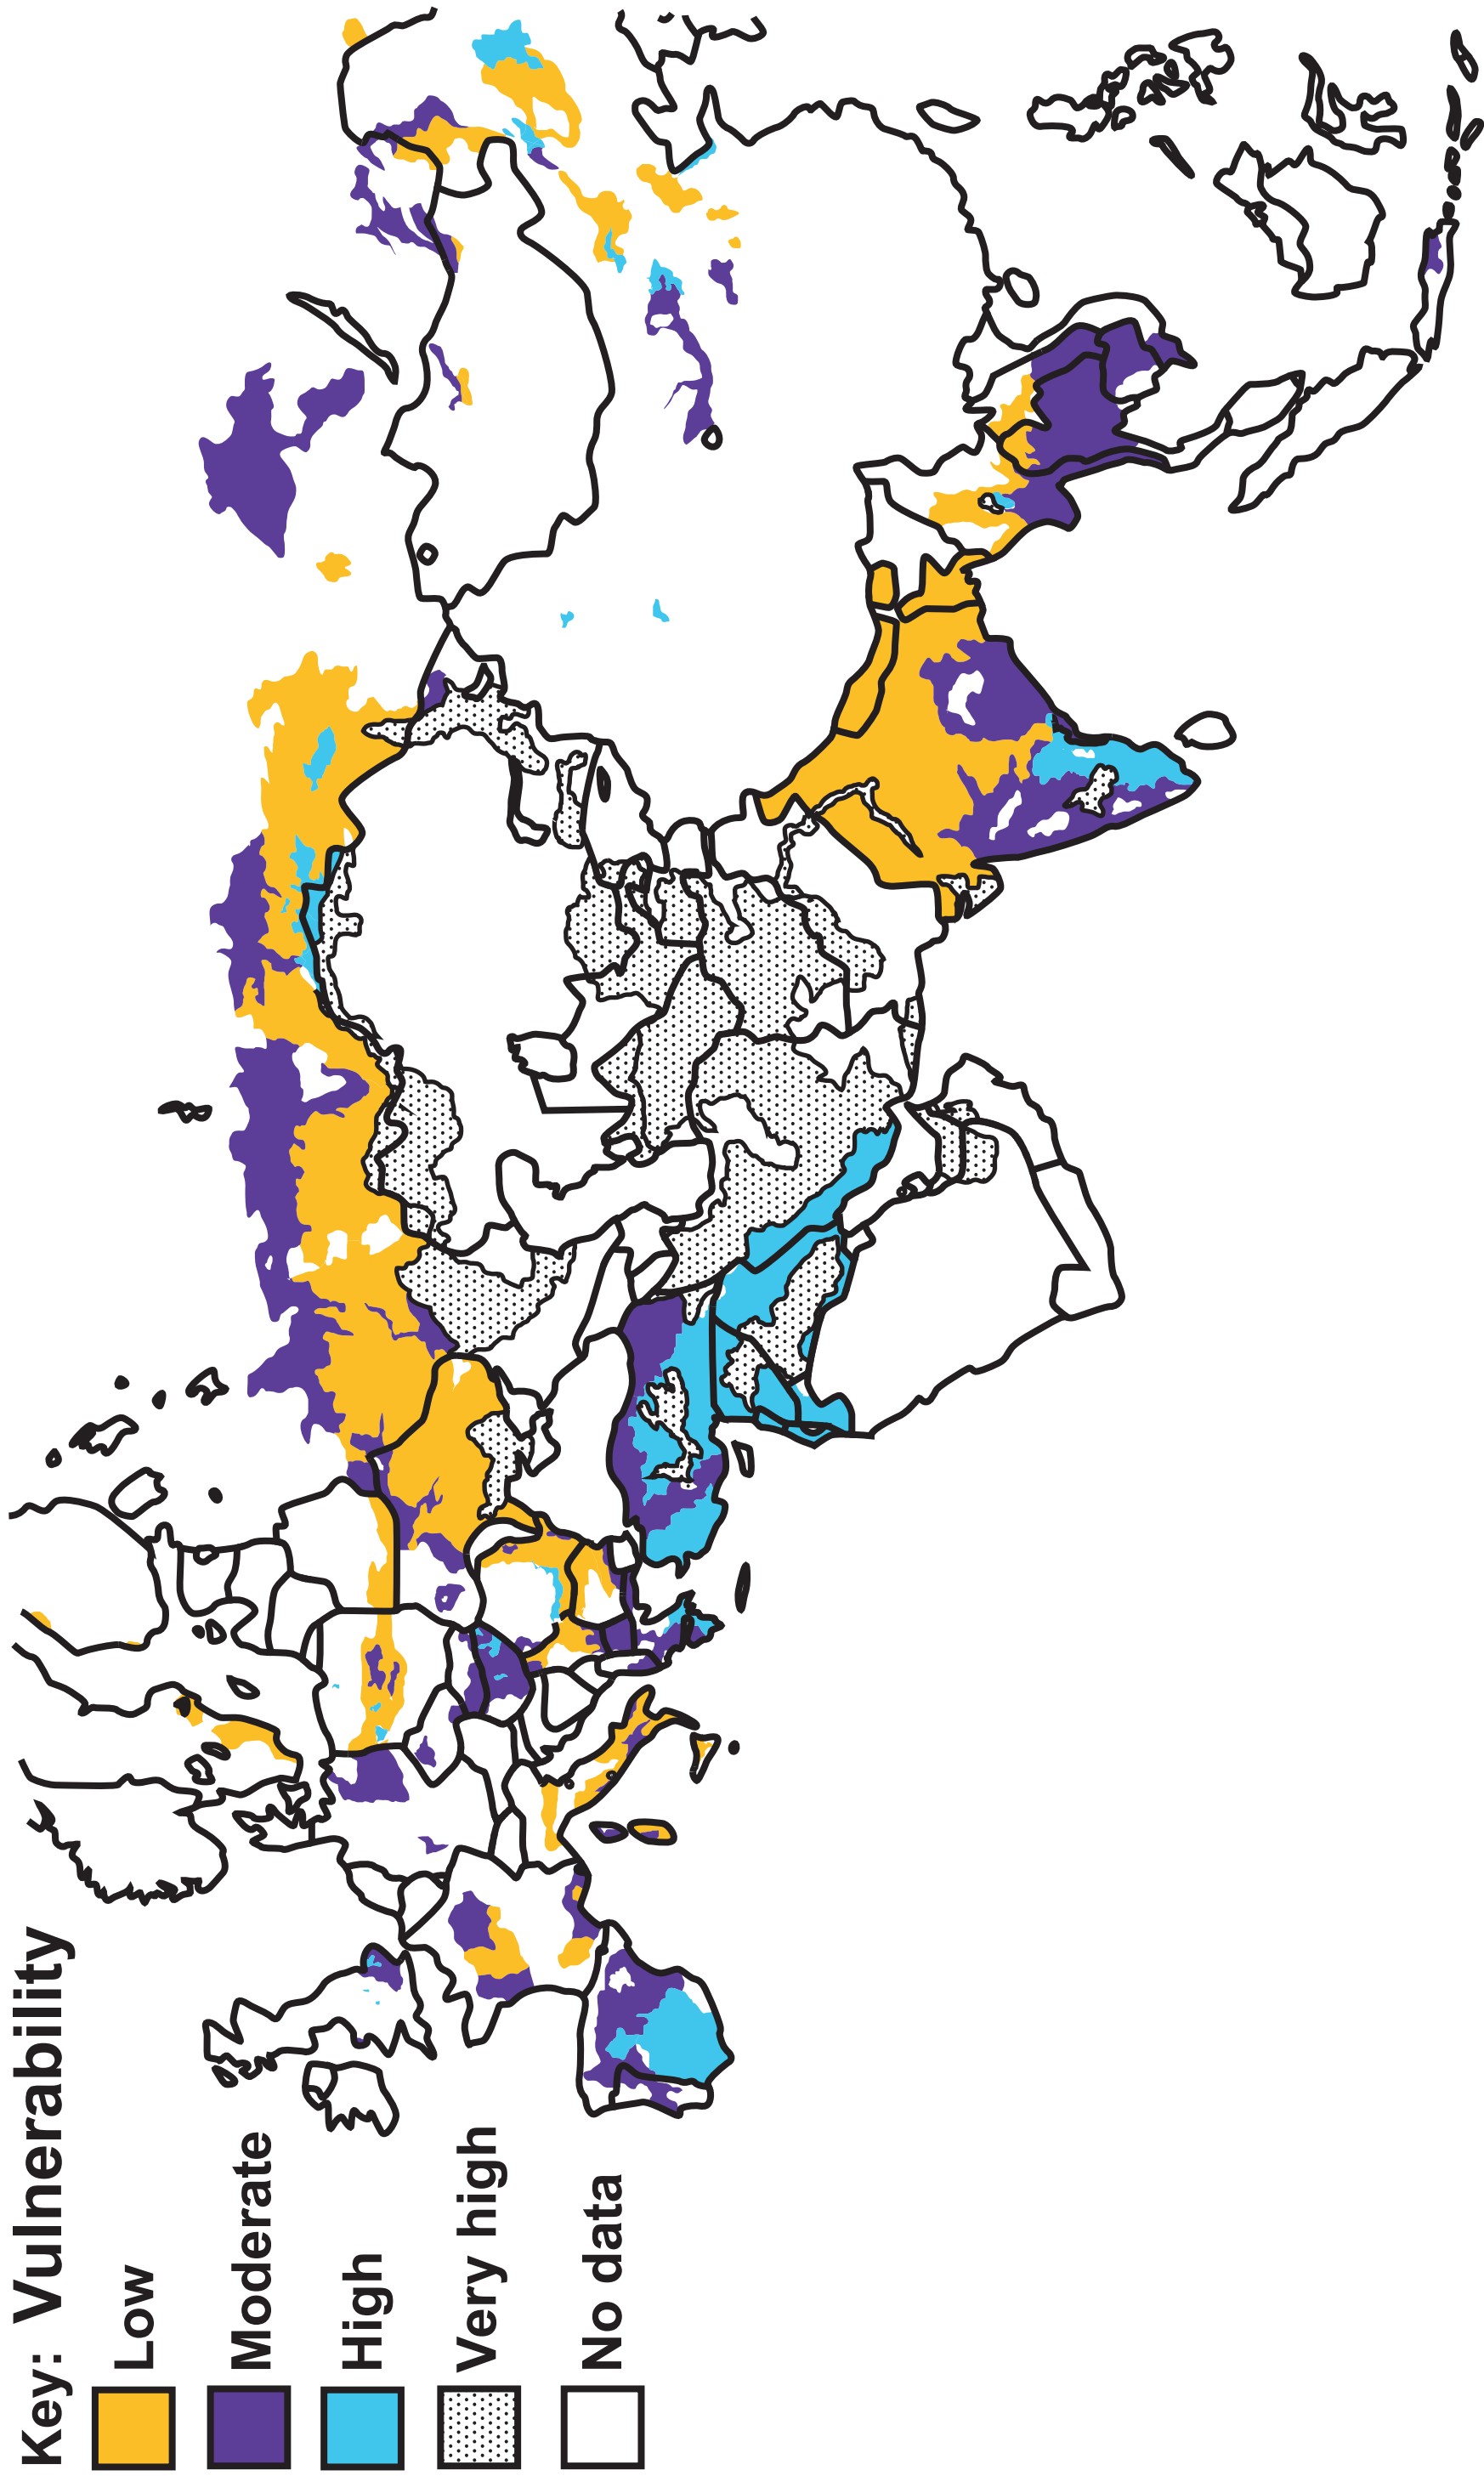 Key: Vulnerability
Low
Moderate
High
Very high
No data